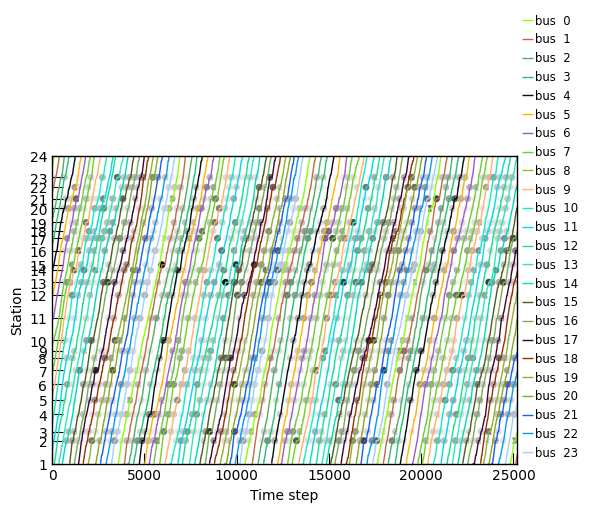 bus 0
bus 1
bus 2
bus 3
bus 4
bus 5
bus 6
bus 7
bus 8
bus 9
bus 10
bus 11
bus 12
bus 13
bus 14
bus 15
bus 16
bus 17
bus 18
bus 19
bus 20
bus 21
bus 22
bus 23
24
23
22
21
20
19
18
17
16
15
14
13
12
11
10
9
8
7
6
5
4
3
2
1
Station
0 5000 10000 15000 20000 25000
Time step